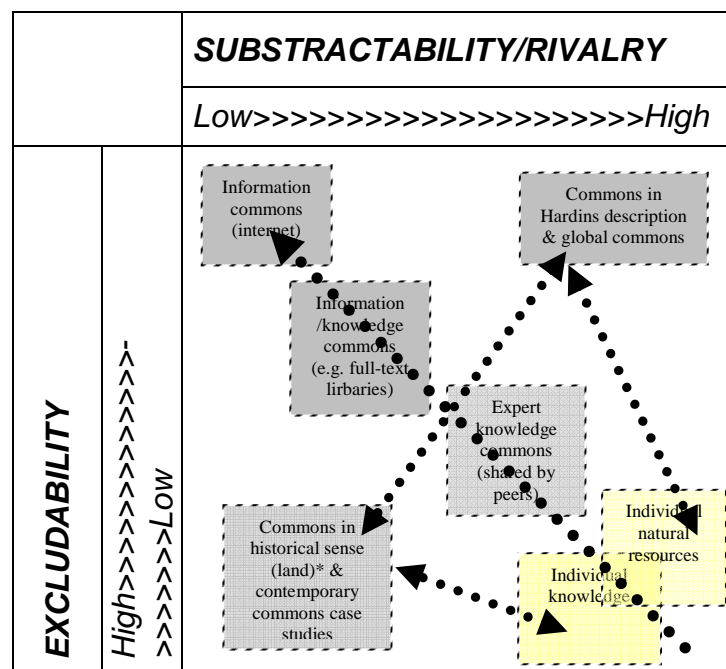 SUBSTRACTABILITY/RIVALRY
Low>>>>>>>>>>>>>>>>>>>>>High
EXCLUDABILITY
High>>>>>>>>>>>>>>-
>>>>>>>Low
Information
commons
(internet)
Commons in
Hardins description
& global commons
Information
/knowledge
commons
(e.g. full-text
lirbaries)
Expert
knowledge
commons
(shared by
peers)
Commons in
historical sense
(land)* &
contemporary
commons case
studies
Individual
natural
resources
Individual
knowledge